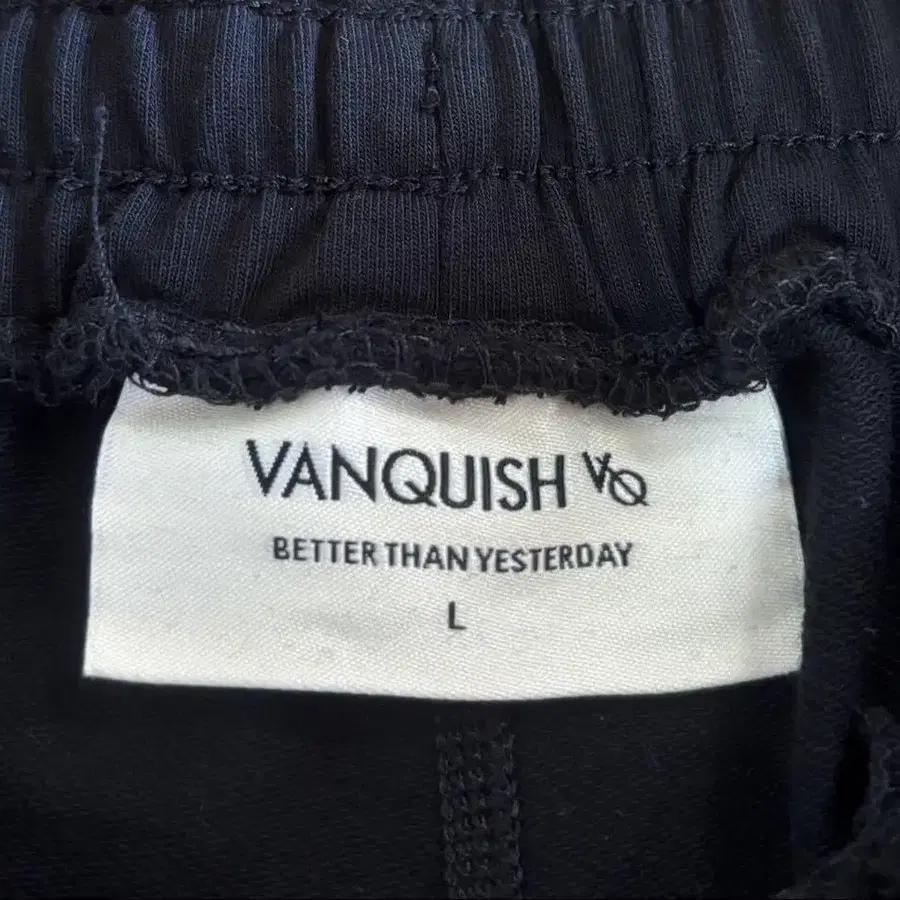 VANQUISH VQ
BETTER THAN YESTERDAY
L